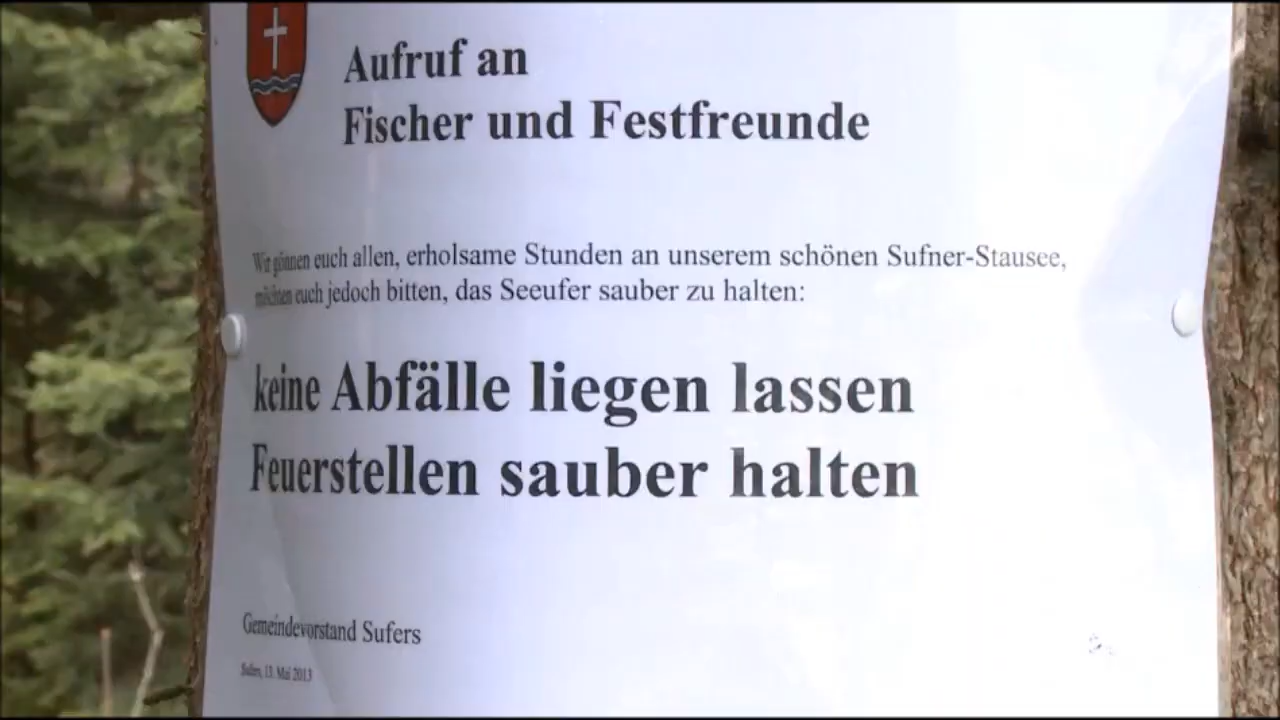 Aufruf an
Fischer und Festfreunde
Wir gönnen euch allen, erholsame Stunden an unserem schönen Sufner-Stausee,
möchten euch jedoch bitten, das Seeufer sauber zu halten:
keine Abfälle liegen lassen
Feuerstellen sauber halten
Gemeindevorstand Sufers
Sufers, 13. Mai 2013